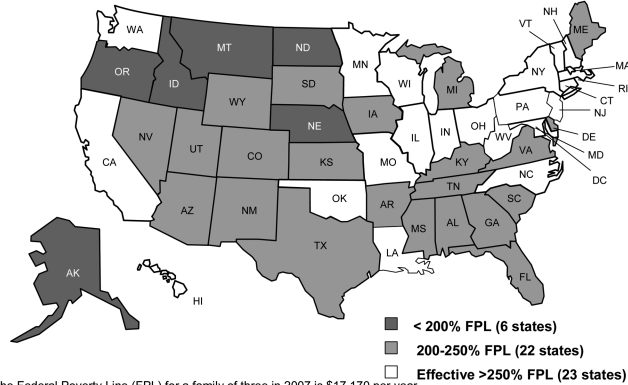 NH
VT
ME
WA
MT
ND
MN
MA
OR
ID
SD
WI
NY
RI
WY
MI
CT
IA
PA
NJ
NV
NE
IL
IN
OH
DE
UT
CO
KS
MO
WV
VA
MD
CA
KY
DC
NC
AZ
NM
OK
TN
AR
SC
MS
AL
GA
TX
LA
FL
AK
HI
< 200% FPL (6 states)
200-250% FPL (22 states)
Effective >250% FPL (23 states)